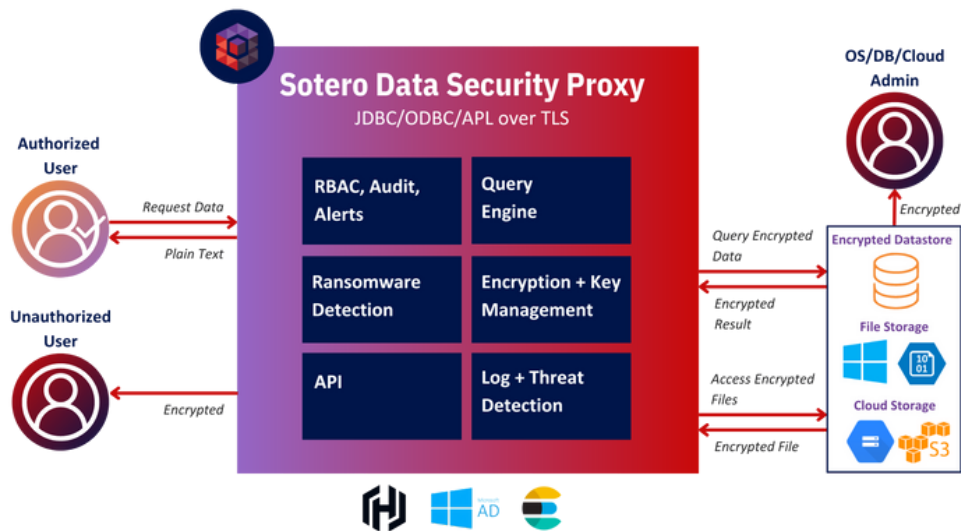 Sotero Data Security Proxy
JDBC/ODBC/APL over TLS
OS/DB/Cloud
Admin
Authorized
User
Request Data
Plain Text
Unauthorized
User
Encrypted
RBAC, Audit,
Alerts
Query
Engine
Ransomware
Detection
Encryption + Key
Management
API
Log + Threat
Detection
Query Encrypted
Data
Encrypted
Result
Access Encrypted
Files
Encrypted File
Encrypted
Encrypted Datastore
File Storage
10
01
Cloud Storage
S3
Microsoft
AD